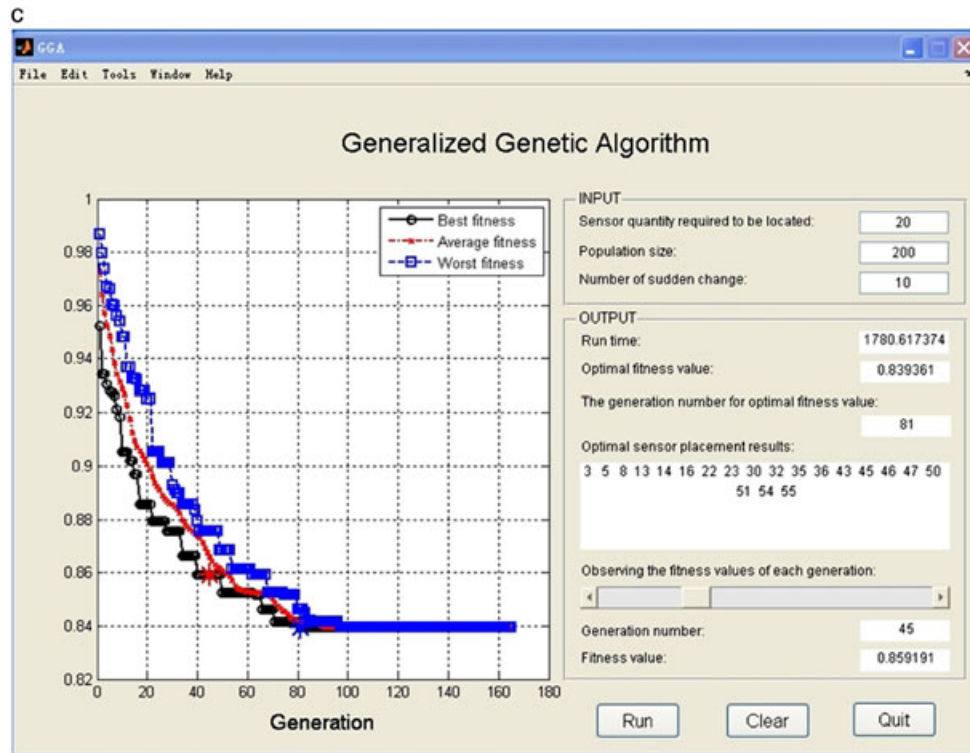 c
GGA
File Edit Tools Window Help
Generalized Genetic Algorithm
1
0.98
0.96
0.94
0.92
0.9
0.88
0.86
0.84
0.82
0 20 40 60 80 100 120 140 160 180
Generation
Best fitness
Average fitness
Worst fitness
INPUT
Sensor quantity required to be located: 20
Population size: 200
Number of sudden change: 10
OUTPUT
Run time: 1780.617374
Optimal fitness value: 0.839361
The generation number for optimal fitness value:
81
Optimal sensor placement results:
3 5 8 13 14 16 22 23 30 32 35 36 43 45 46 47 50
51 54 55
Observing the fitness values of each generation:
Generation number: 45
Fitness value: 0.859191
Run Clear Quit